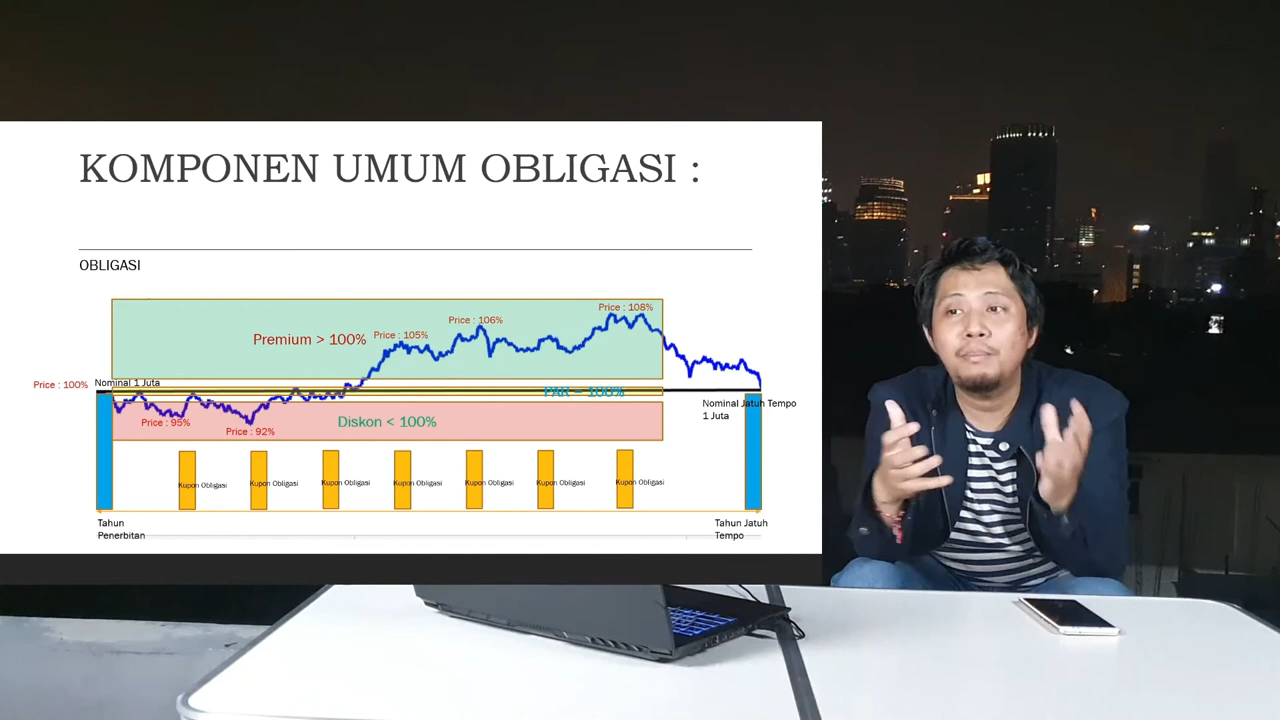 KOMPONEN UMUM OBLIGASI :
OBLIGASI
Price : 108%
Price : 106%
Premium > 100%
Price : 105%
Price : 100%
Nominal 1 Juta
PAR = 100%
Nominal Jatuh Tempo
1 Juta
Price : 95%
Diskon < 100%
Price : 92%
Kupon Obligasi
Kupon Obligasi
Kupon Obligasi
Kupon Obligasi
Kupon Obligasi
Kupon Obligasi
Kupon Obligasi
Tahun
Penerbitan
Tahun Jatuh
Tempo